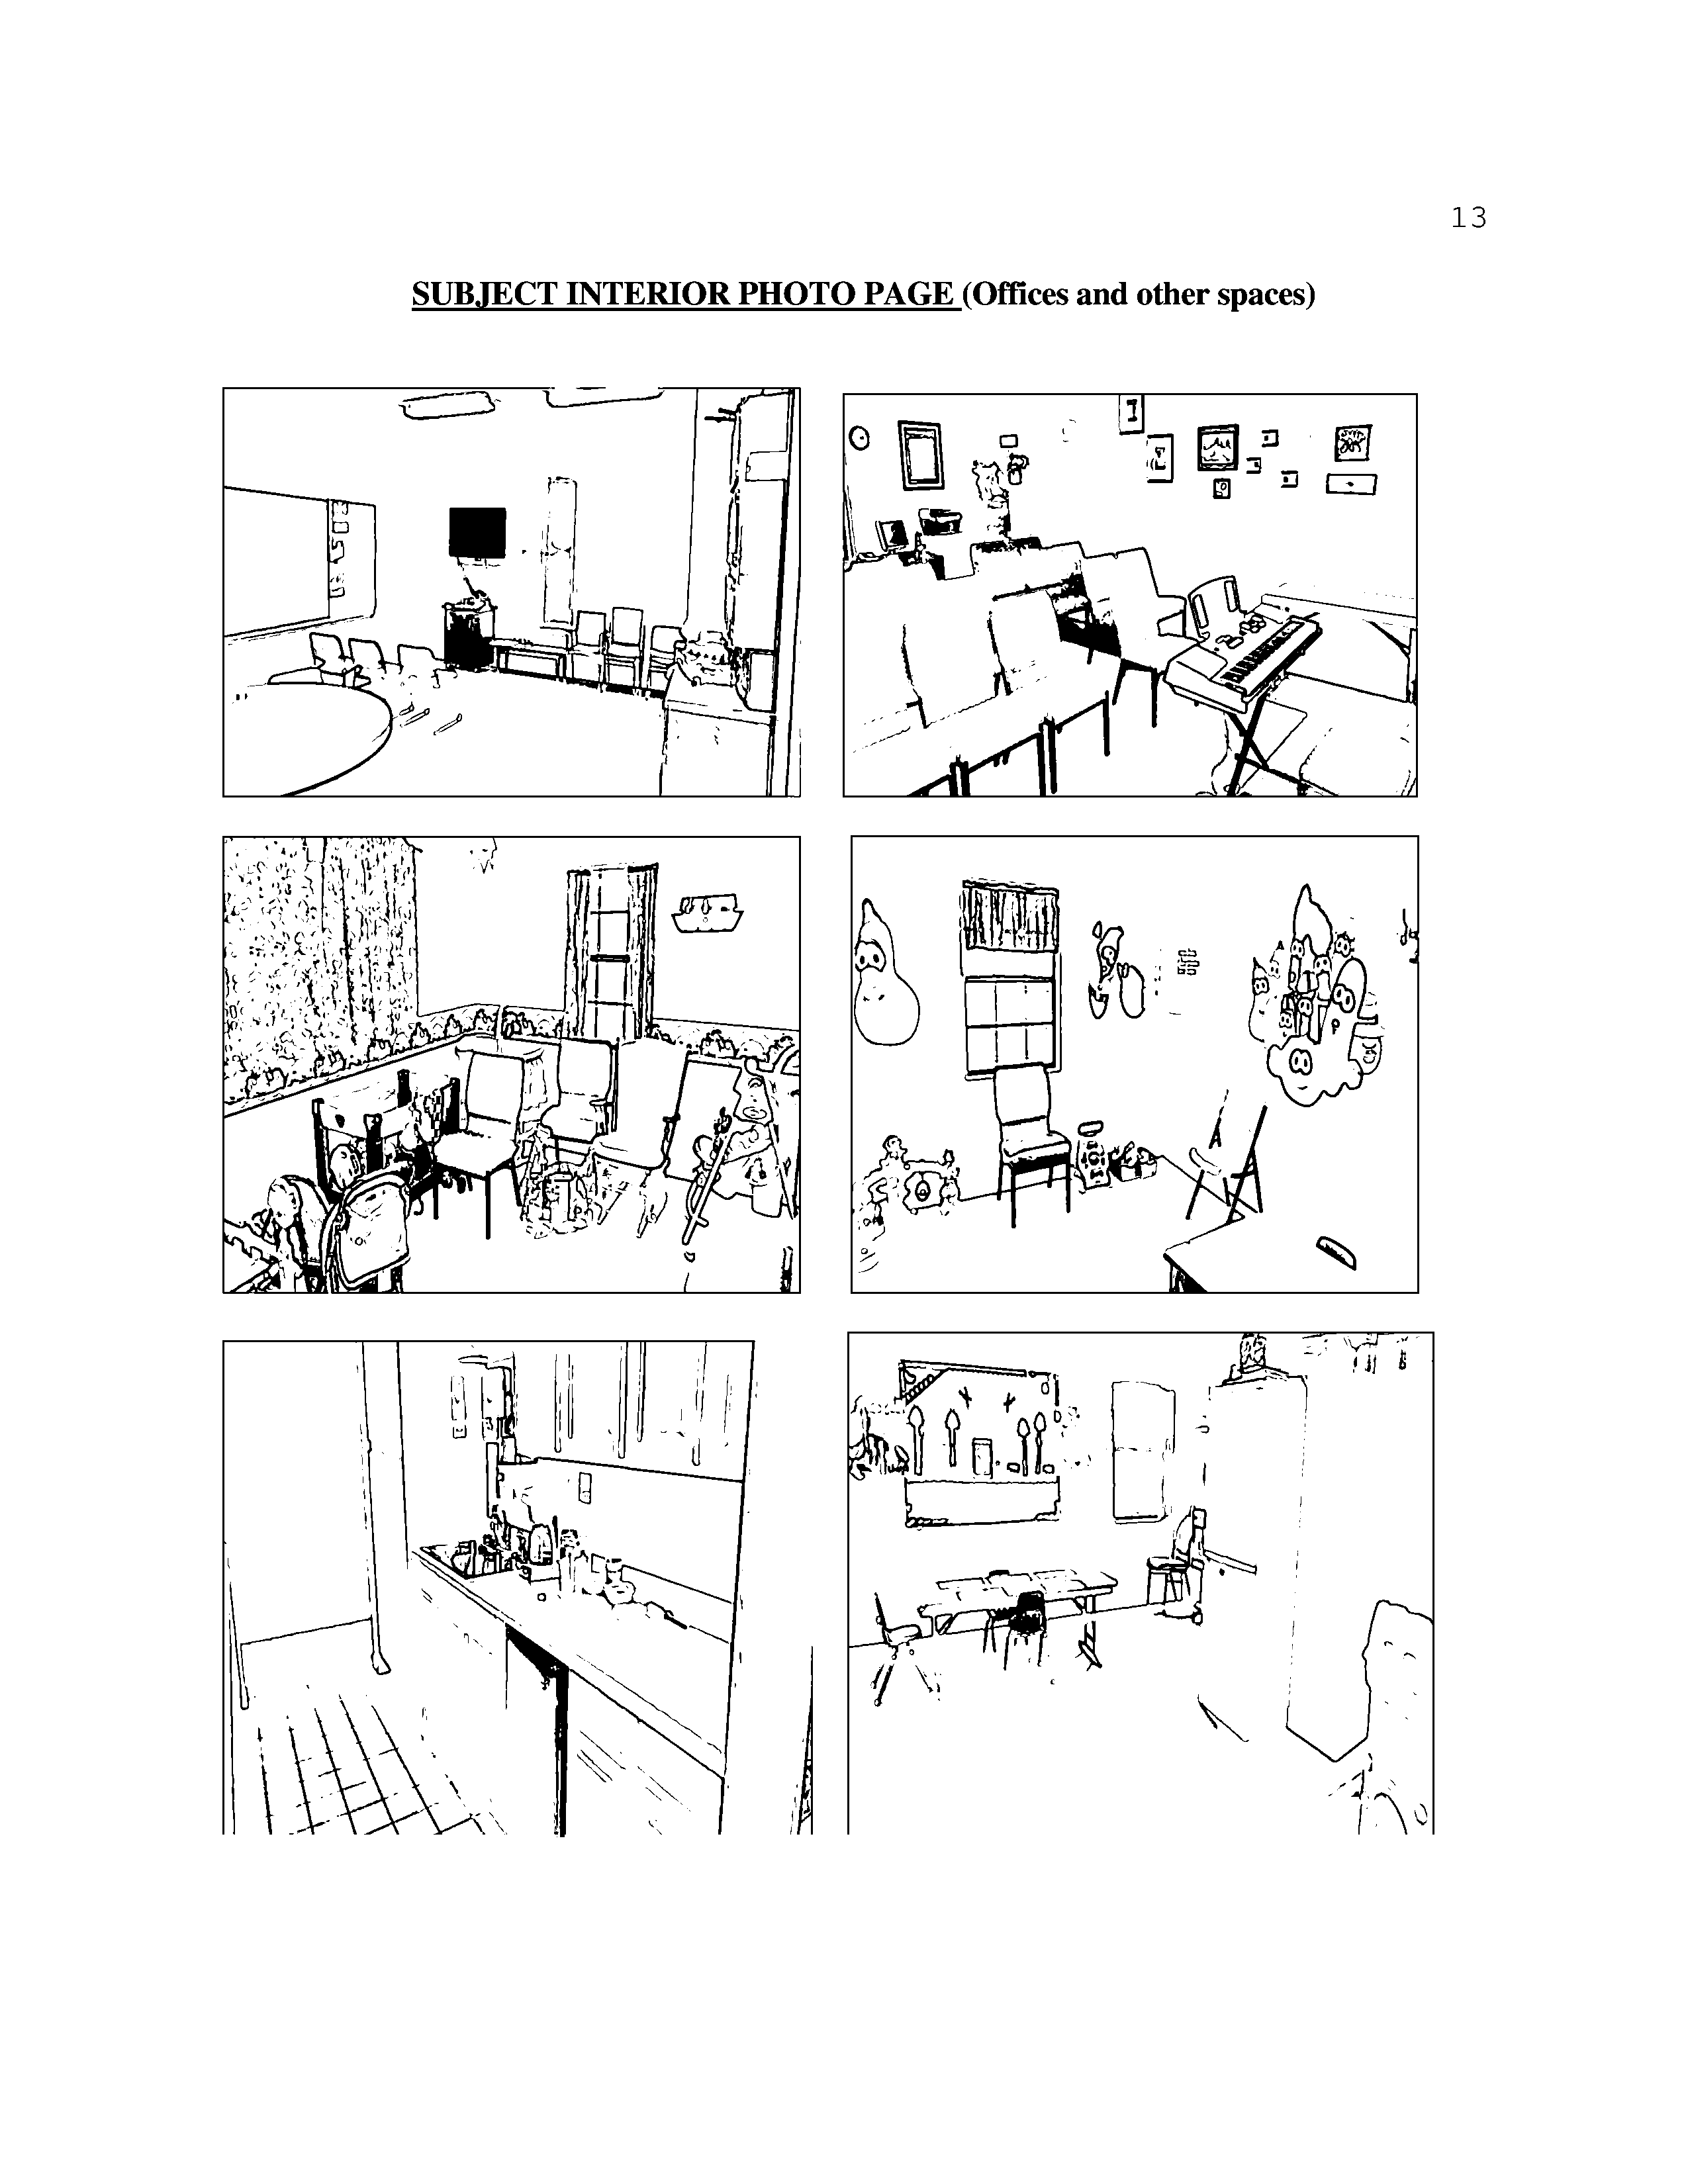 13
SUBJECT INTERIOR PHOTO PAGE (Offices and other spaces)